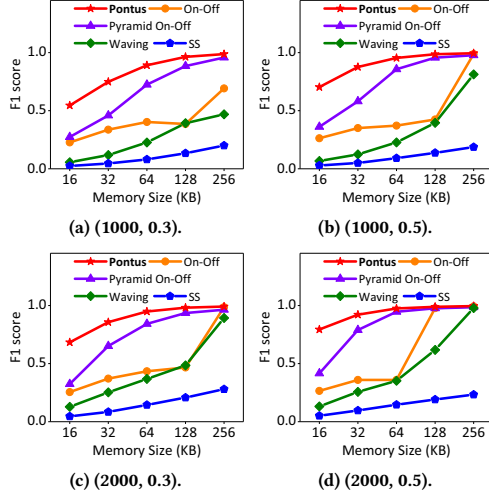 Pontus On-Off
Pyramid On-Off
Waving SS
F1 score
1.0
0.5
0.0
16 32 64 128 256
Memory Size (KB)
(a) (1000, 0.3).
Pontus On-Off
Pyramid On-Off
Waving SS
F1 score
1.0
0.5
0.0
16 32 64 128 256
Memory Size (KB)
(b) (1000, 0.5).
Pontus On-Off
Pyramid On-Off
Waving SS
F1 score
1.0
0.5
0.0
16 32 64 128 256
Memory Size (KB)
(c) (2000, 0.3).
Pontus On-Off
Pyramid On-Off
Waving SS
F1 score
1.0
0.5
0.0
16 32 64 128 256
Memory Size (KB)
(d) (2000, 0.5).